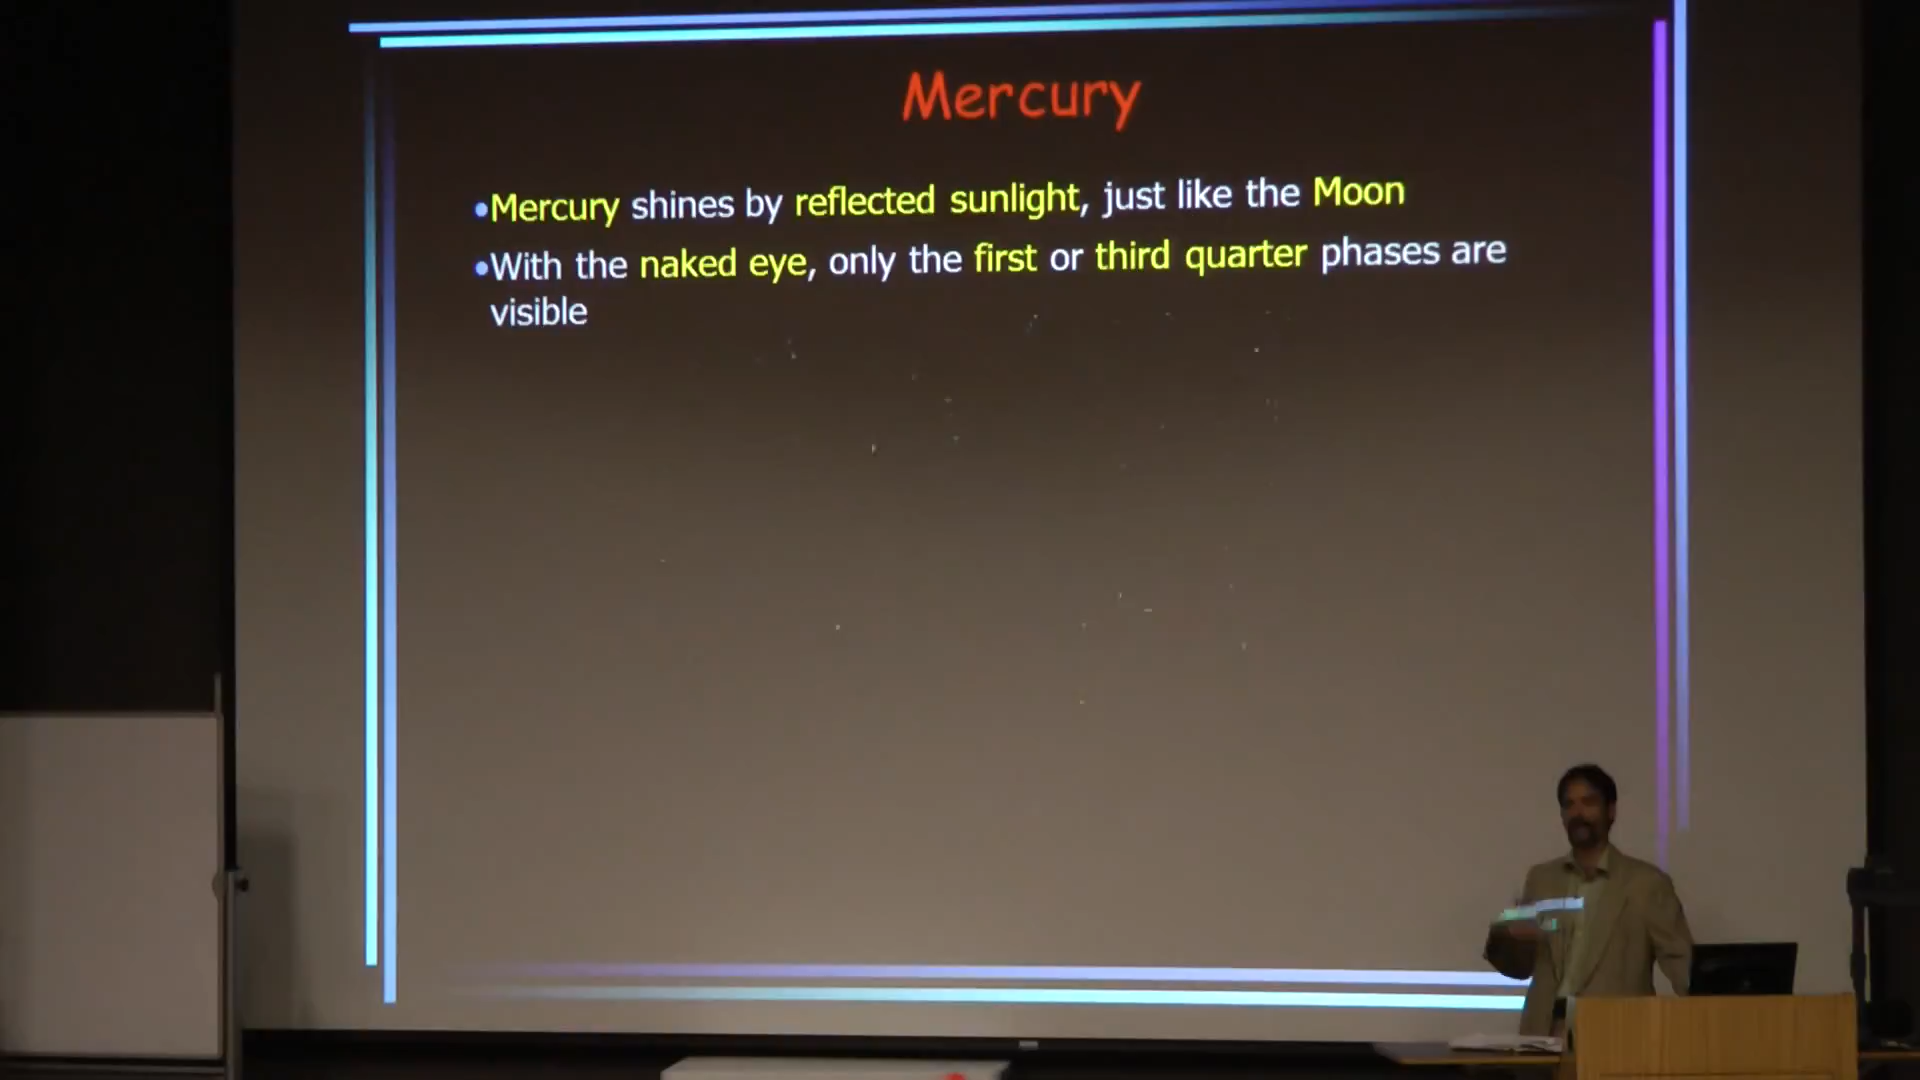 Mercury
•Mercury shines by reflected sunlight, just like the Moon
•With the naked eye, only the first or third quarter phases are
visible